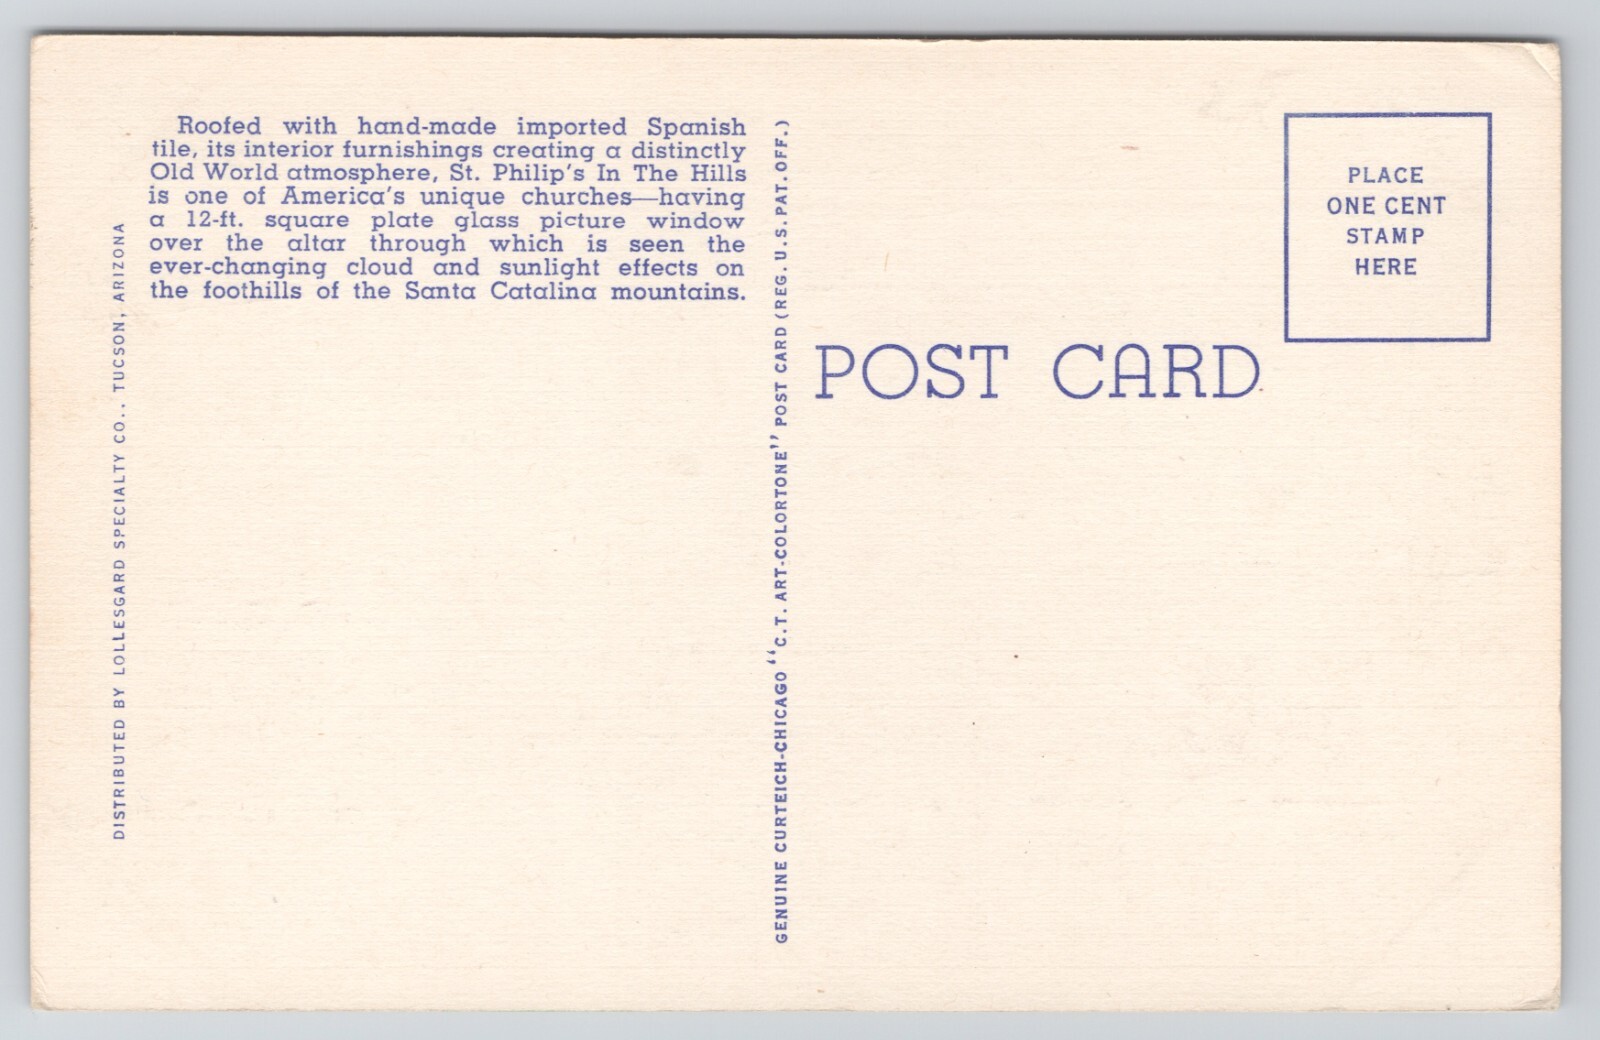 Roofed with hand-made imported Spanish
tile, its interior furnishings creating a distinctly
Old World atmosphere, St. Philip's In The Hills
is one of America's unique churches—having
a 12-ft. square plate glass picture window
over the altar through which is seen the
ever-changing cloud and sunlight effects on
the foothills of the Santa Catalina mountains.
DISTRIBUTED BY LOLLESGARD SPECIALTY CO., TUCSON, ARIZONA
GENUINE CURTEICH-CHICAGO "C.T. ART-COLORTONE" POST CARD (REG. U.S. PAT. OFF.)
POST CARD
PLACE
ONE CENT
STAMP
HERE